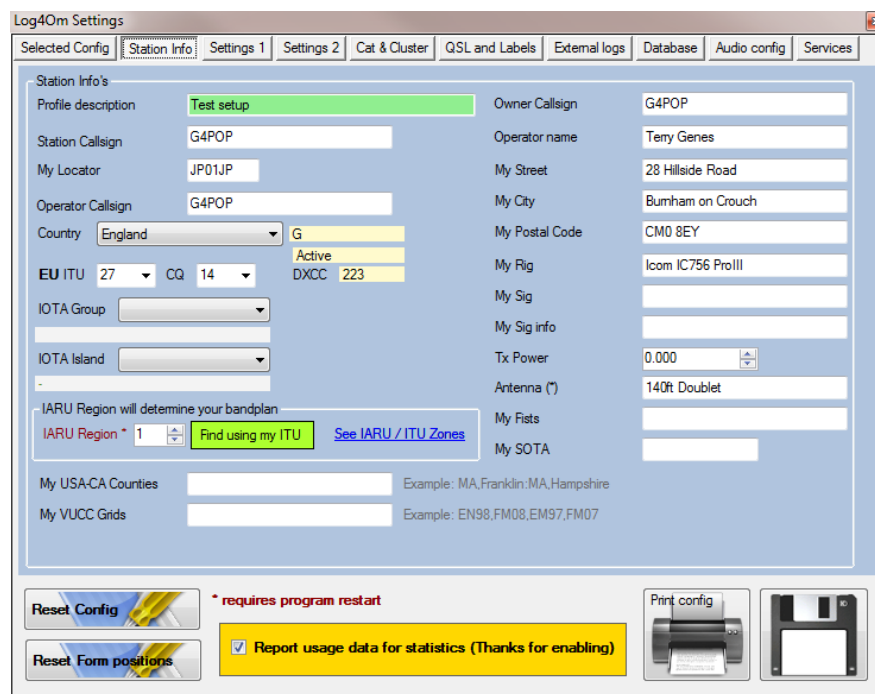 Log4Om Settings
Selected Config Station Info Settings 1 Settings 2 Cat & Cluster QSL and Labels External logs Database Audio config Services
Station Info's
Profile description Test setup
Station Callsign G4POP
My Locator JP01JP
Operator Callsign G4POP
Country England G
Active
EU ITU 27 CQ 14 DXCC 223
IOTA Group
IOTA Island
-
IARU Region will determine your bandplan
IARU Region * 1 Find using my ITU See IARU / ITU Zones
Owner Callsign G4POP
Operator name Terry Genes
My Street 28 Hillside Road
My City Burnham on Crouch
My Postal Code CM0 8EY
My Rig Icom IC756 ProIII
My Sig
My Sig info
Tx Power 0.000
Antenna (*) 140ft Doublet
My Fists
My SOTA
My USA-CA Counties Example: MA,Franklin:MA,Hampshire
My VUCC Grids Example: EN98,FM08,EM97,FM07
Reset Config
Reset Form positions
* requires program restart
Report usage data for statistics (Thanks for enabling)
Print config